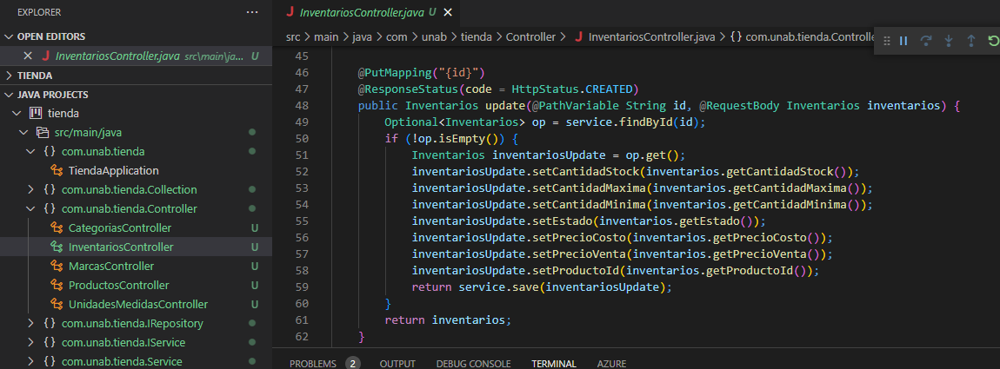 EXPLORER ...
OPEN EDITORS
× J InventariosController.java src\main\ja... U
TIENDA
JAVA PROJECTS
tienda
src/main/java
{} com.unab.tienda
TiendaApplication
{} com.unab.tienda.Collection
{} com.unab.tienda.Controller
CategoriasController U
InventariosController U
MarcasController U
ProductosController U
UnidadesMedidasController U
{} com.unab.tienda.IRepository
{} com.unab.tienda.IService
{} com.unab.tienda.Service
J InventariosController.java U ×
src > main > java > com > unab > tienda > Controller > J InventariosController.java > {} com.unab.tienda.Controlle
45
46 @PutMapping("{id}")
47 @ResponseStatus(code = HttpStatus.CREATED)
48 public Inventarios update(@PathVariable String id, @RequestBody Inventarios inventarios) {
49 Optional<Inventarios> op = service.findById(id);
50 if (!op.isEmpty()) {
51 Inventarios inventariosUpdate = op.get();
52 inventariosUpdate.setCantidadStock(inventarios.getCantidadStock());
53 inventariosUpdate.setCantidadMaxima(inventarios.getCantidadMaxima());
54 inventariosUpdate.setCantidadMinima(inventarios.getCantidadMinima());
55 inventariosUpdate.setEstado(inventarios.getEstado());
56 inventariosUpdate.setPrecioCosto(inventarios.getPrecioCosto());
57 inventariosUpdate.setPrecioVenta(inventarios.getPrecioVenta());
58 inventariosUpdate.setProductoId(inventarios.getProductoId());
59 return service.save(inventariosUpdate);
60 }
61 return inventarios;
62 }
PROBLEMS 2 OUTPUT DEBUG CONSOLE TERMINAL AZURE